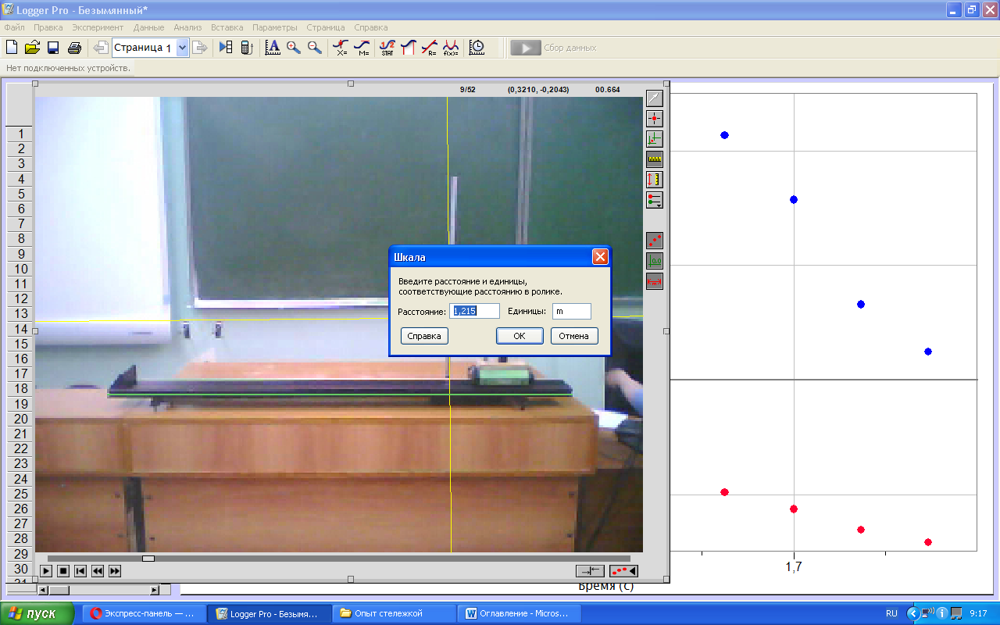 Logger Pro - Безымянный*
Файл Правка Эксперимент Данные Анализ Вставка Параметры Страница Справка
Страница 1
X= M= STAT R= f(x)= Сбор данных
Нет подключенных устройств.
9/52 (0,3210, -0,2043) 00.664
1
2
3
4
5
6
7
8
9
10
11
12
13
14
15
16
17
18
19
20
21
22
23
24
25
26
27
28
29
30
31
Шкала
Введите расстояние и единицы,
соответствующие расстоянию в ролике.
Расстояние: 1,215 Единицы: m
Справка ОК Отмена
1,7
Время (с)
пуск Экспресс-панель — ... Logger Pro - Безымя... Опыт стележкой Оглавление - Micros... RU 9:17